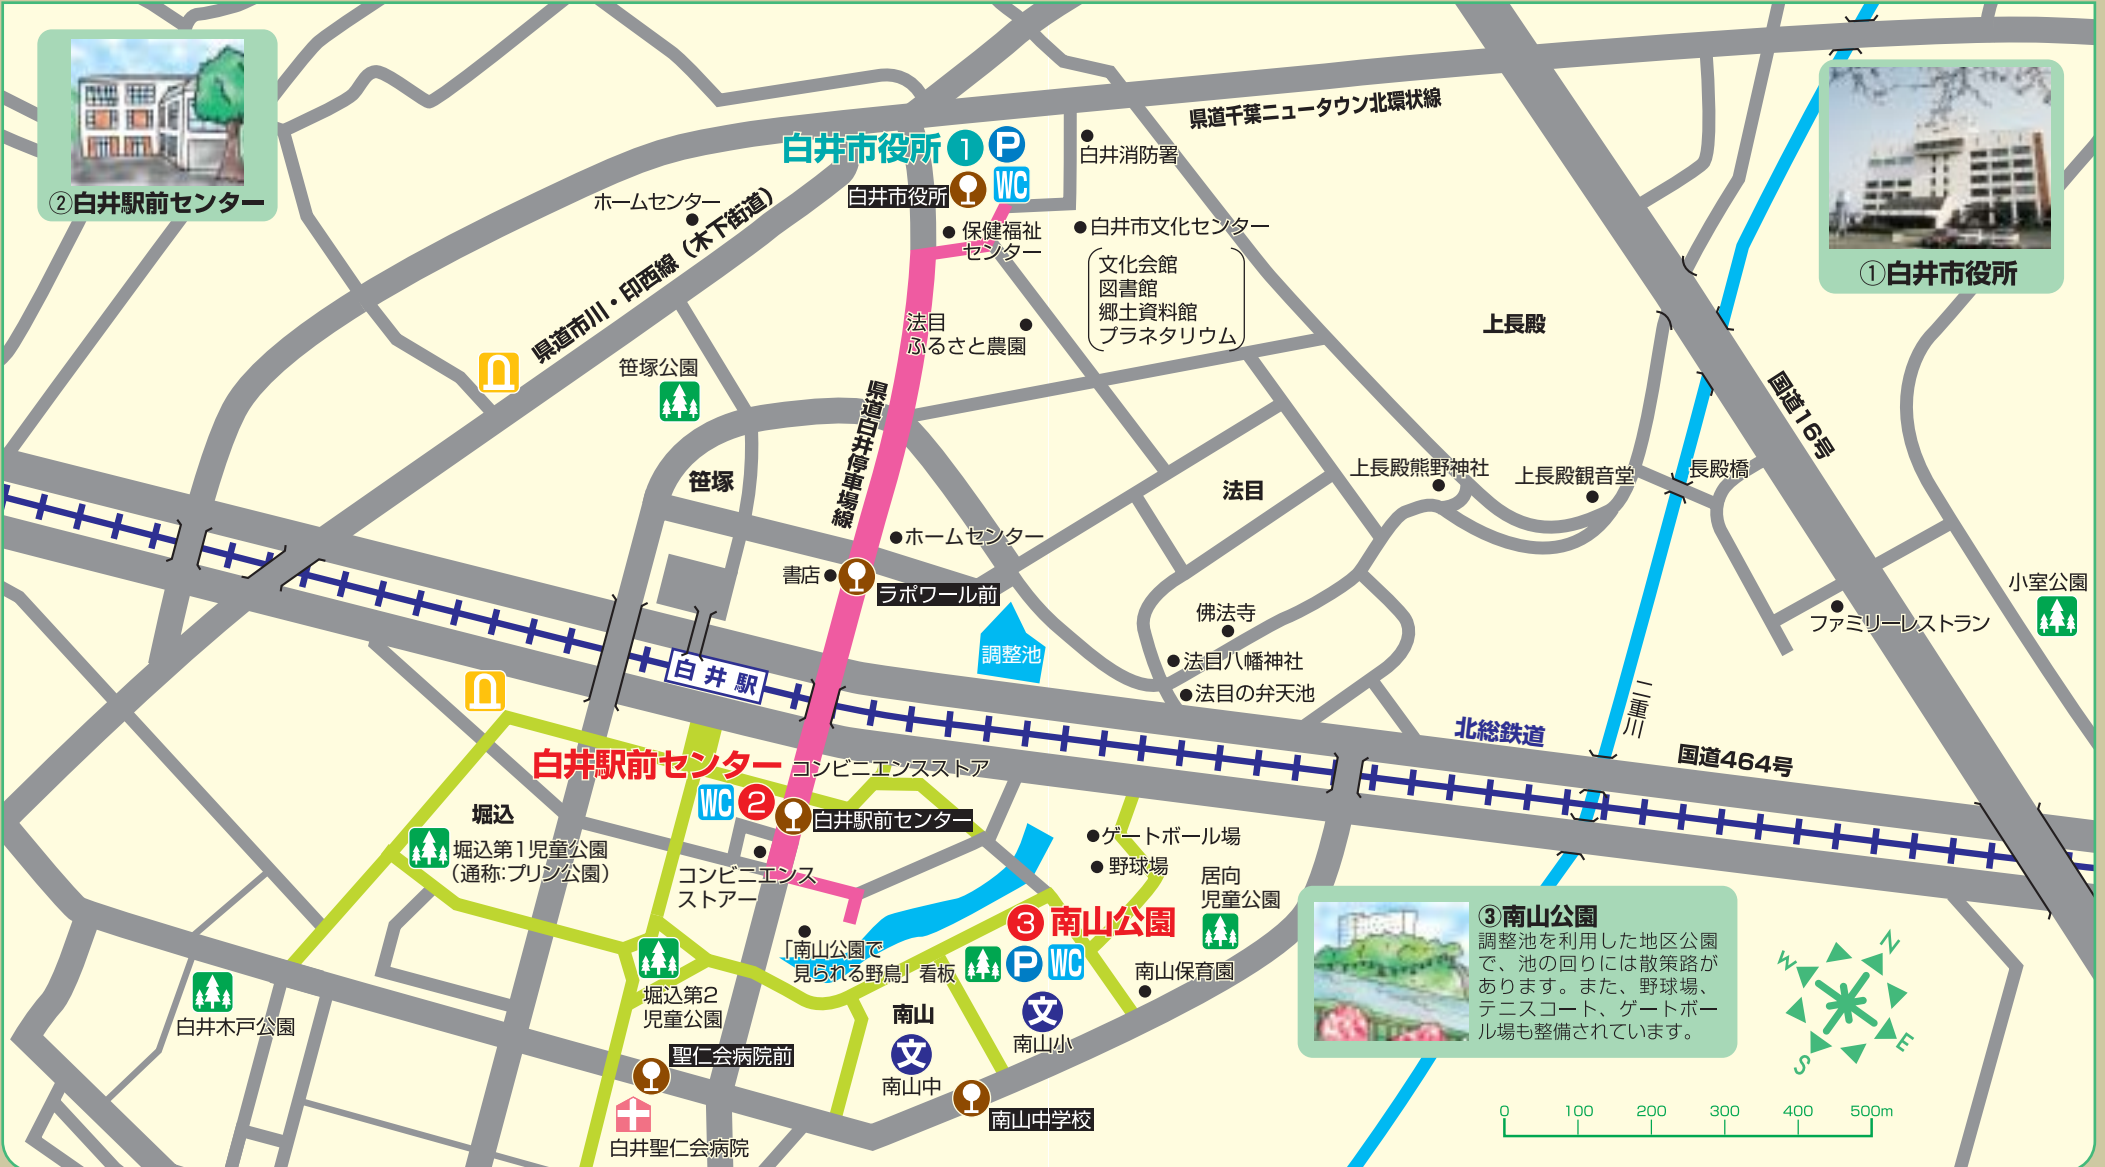 ②白井駅前センター
県道千葉ニュータウン北環状線
白井市役所 1 P
白井消防署
白井市役所 WC
①白井市役所
ホームセンター
県道市川・印西線（木下街道）
保健福祉
センター
白井市文化センター
文化会館
図書館
郷土資料館
プラネタリウム
法目
ふるさと農園
上長殿
笹塚公園
県道白井停車場線
国道16号
笹塚
法目
上長殿熊野神社
上長殿観音堂
長殿橋
ホームセンター
書店
ラポワール前
佛法寺
調整池
法目八幡神社
法目の弁天池
小室公園
ファミリーレストラン
二重川
白井駅
北総鉄道
国道464号
白井駅前センター
コンビニエンスストア
WC 2
白井駅前センター
堀込
堀込第1児童公園
（通称:プリン公園）
コンビニエンス
ストアー
ゲートボール場
野球場
居向
児童公園
3 南山公園
P WC
「南山公園で
見られる野鳥」看板
南山保育園
堀込第2
児童公園
南山
文
南山小
文
南山中
白井木戸公園
聖仁会病院前
白井聖仁会病院
南山中学校
③南山公園
調整池を利用した地区公園
で、池の回りには散策路が
あります。また、野球場、
テニスコート、ゲートボー
ル場も整備されています。
N
W
E
S
0 100 200 300 400 500m